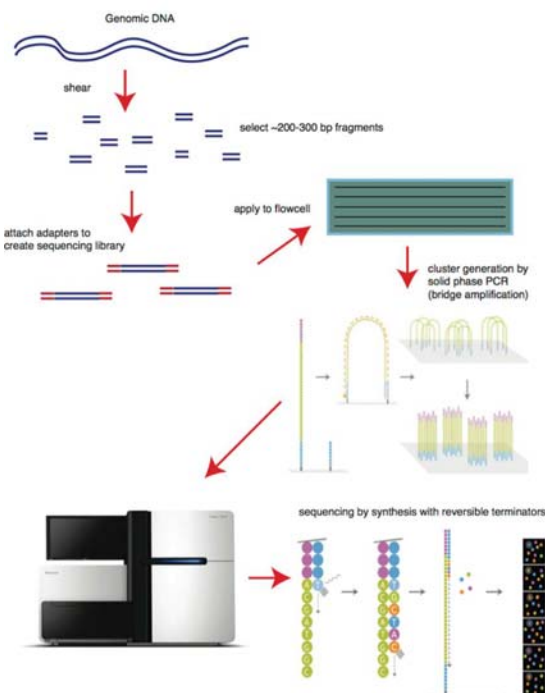 Genomic DNA
shear
select ~200-300 bp fragments
attach adapters to
create sequencing library
apply to flowcell
cluster generation by
solid phase PCR
(bridge amplification)
sequencing by synthesis with reversible terminators